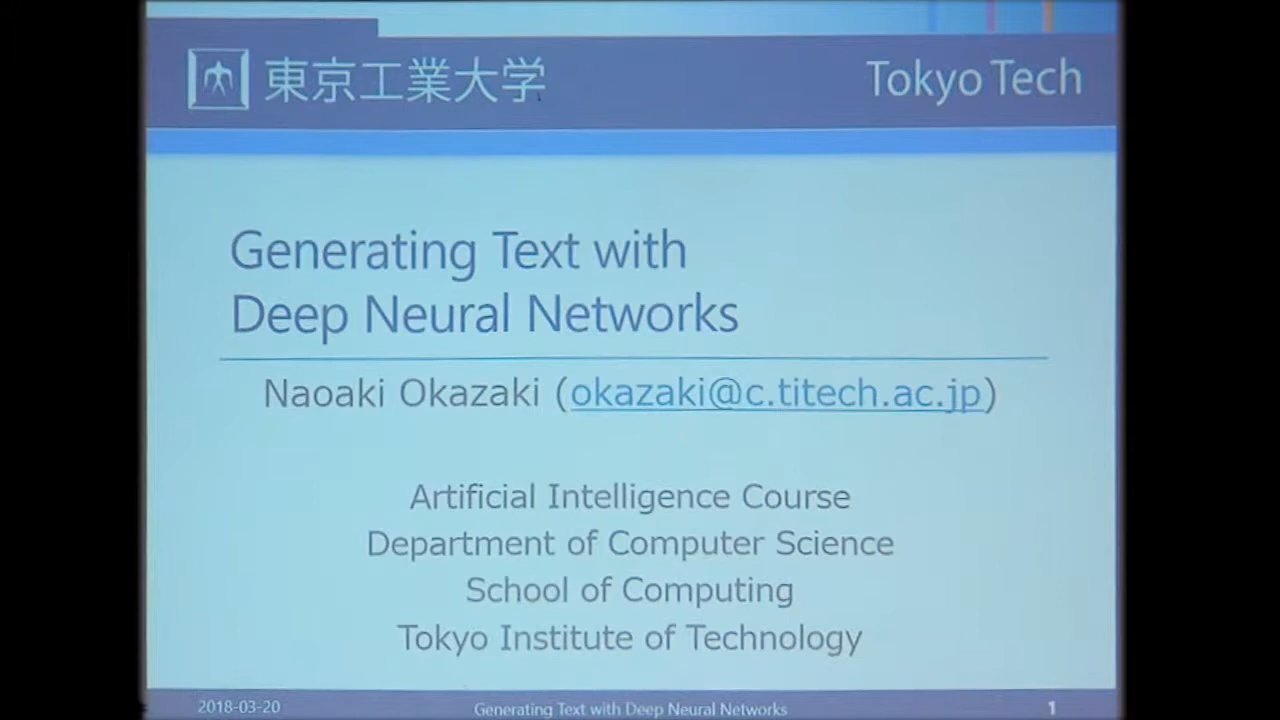 東京工業大学
Tokyo Tech
Generating Text with
Deep Neural Networks
Naoaki Okazaki (okazaki@c.titech.ac.jp)
Artificial Intelligence Course
Department of Computer Science
School of Computing
Tokyo Institute of Technology
2018-03-20
Generating Text with Deep Neural Networks
1